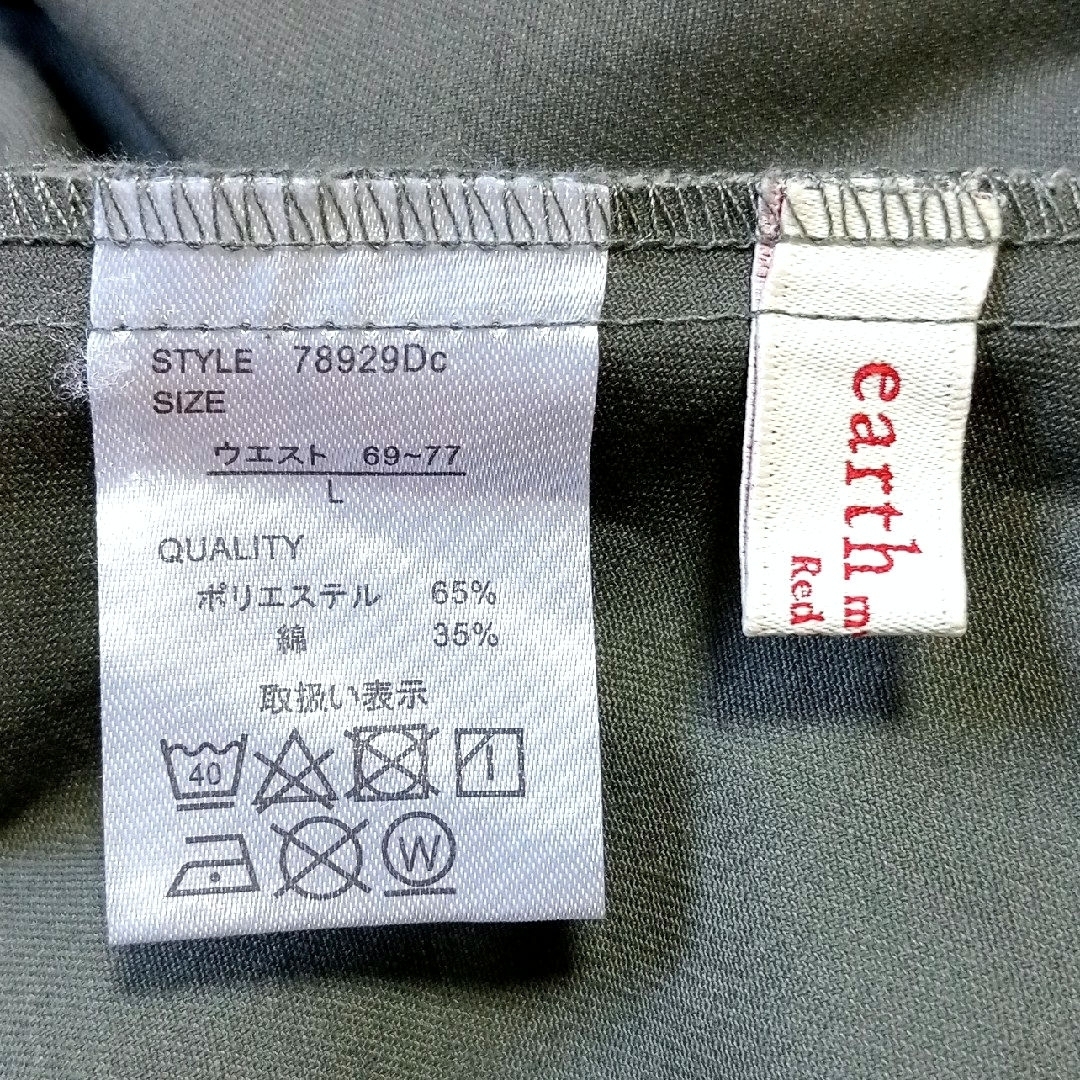 STYLE 78929Dc
SIZE
ウエスト 69~77
L
QUALITY
ポリエステル 65%
綿 35%
取扱い表示
40
W
earth
Red